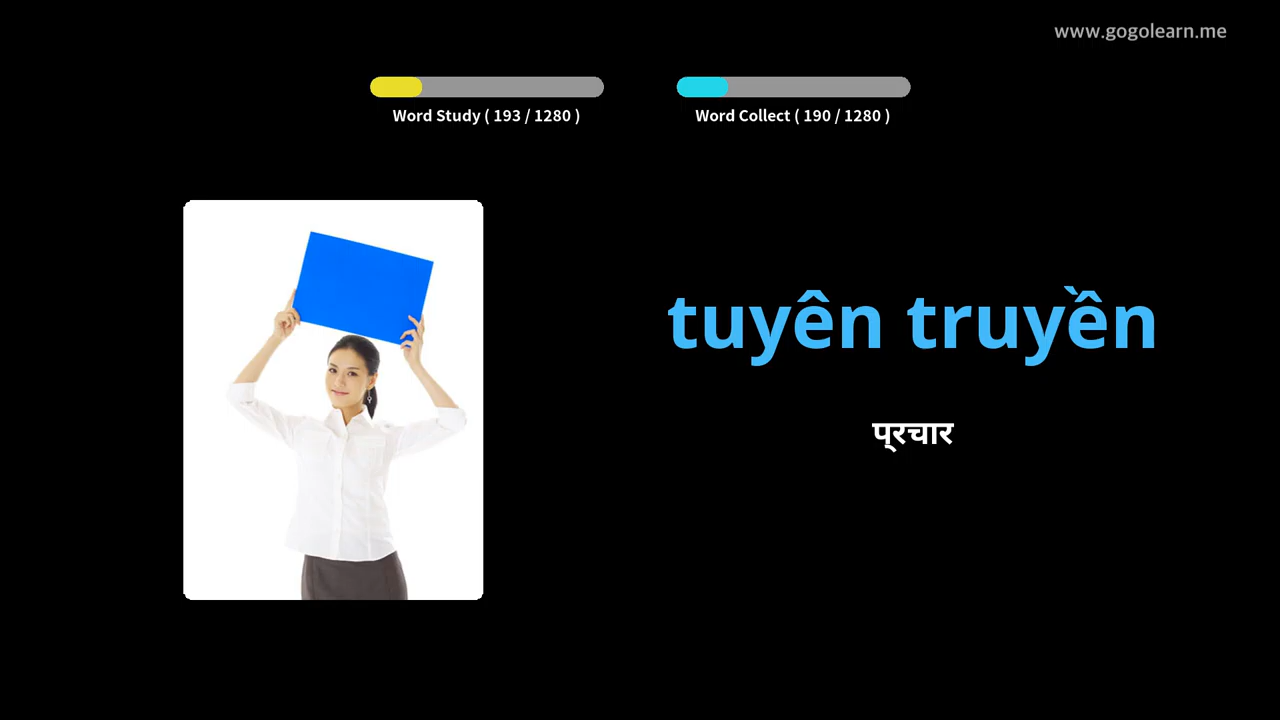 www.gogolearn.me
Word Study ( 193 / 1280 )
Word Collect ( 190 / 1280 )
tuyên truyền
प्रचार